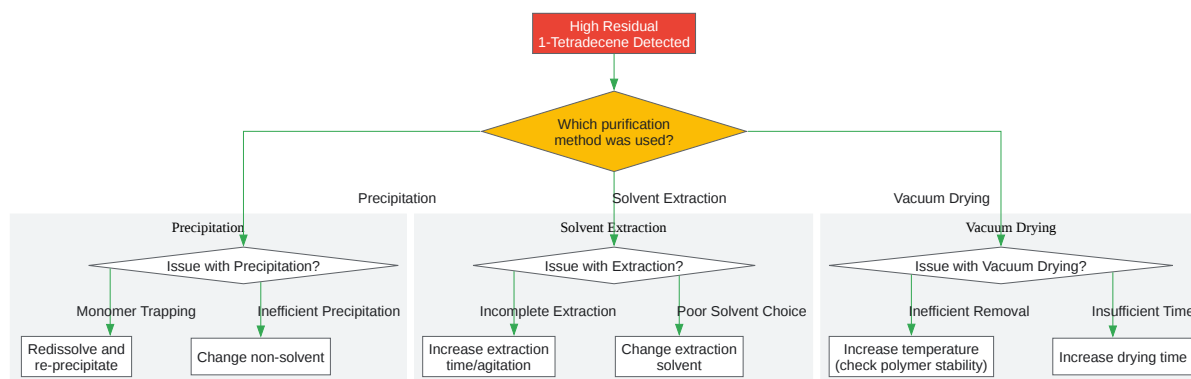 High Residual
1-Tetradecene Detected
Which purification
method was used?
Precipitation
Solvent Extraction
Vacuum Drying
Precipitation
Solvent Extraction
Vacuum Drying
Issue with Precipitation?
Issue with Extraction?
Issue with Vacuum Drying?
Monomer Trapping
Inefficient Precipitation
Incomplete Extraction
Poor Solvent Choice
Inefficient Removal
Insufficient Time
Redissolve and
re-precipitate
Change non-solvent
Increase extraction
time/agitation
Change extraction
solvent
Increase temperature
(check polymer stability)
Increase drying time